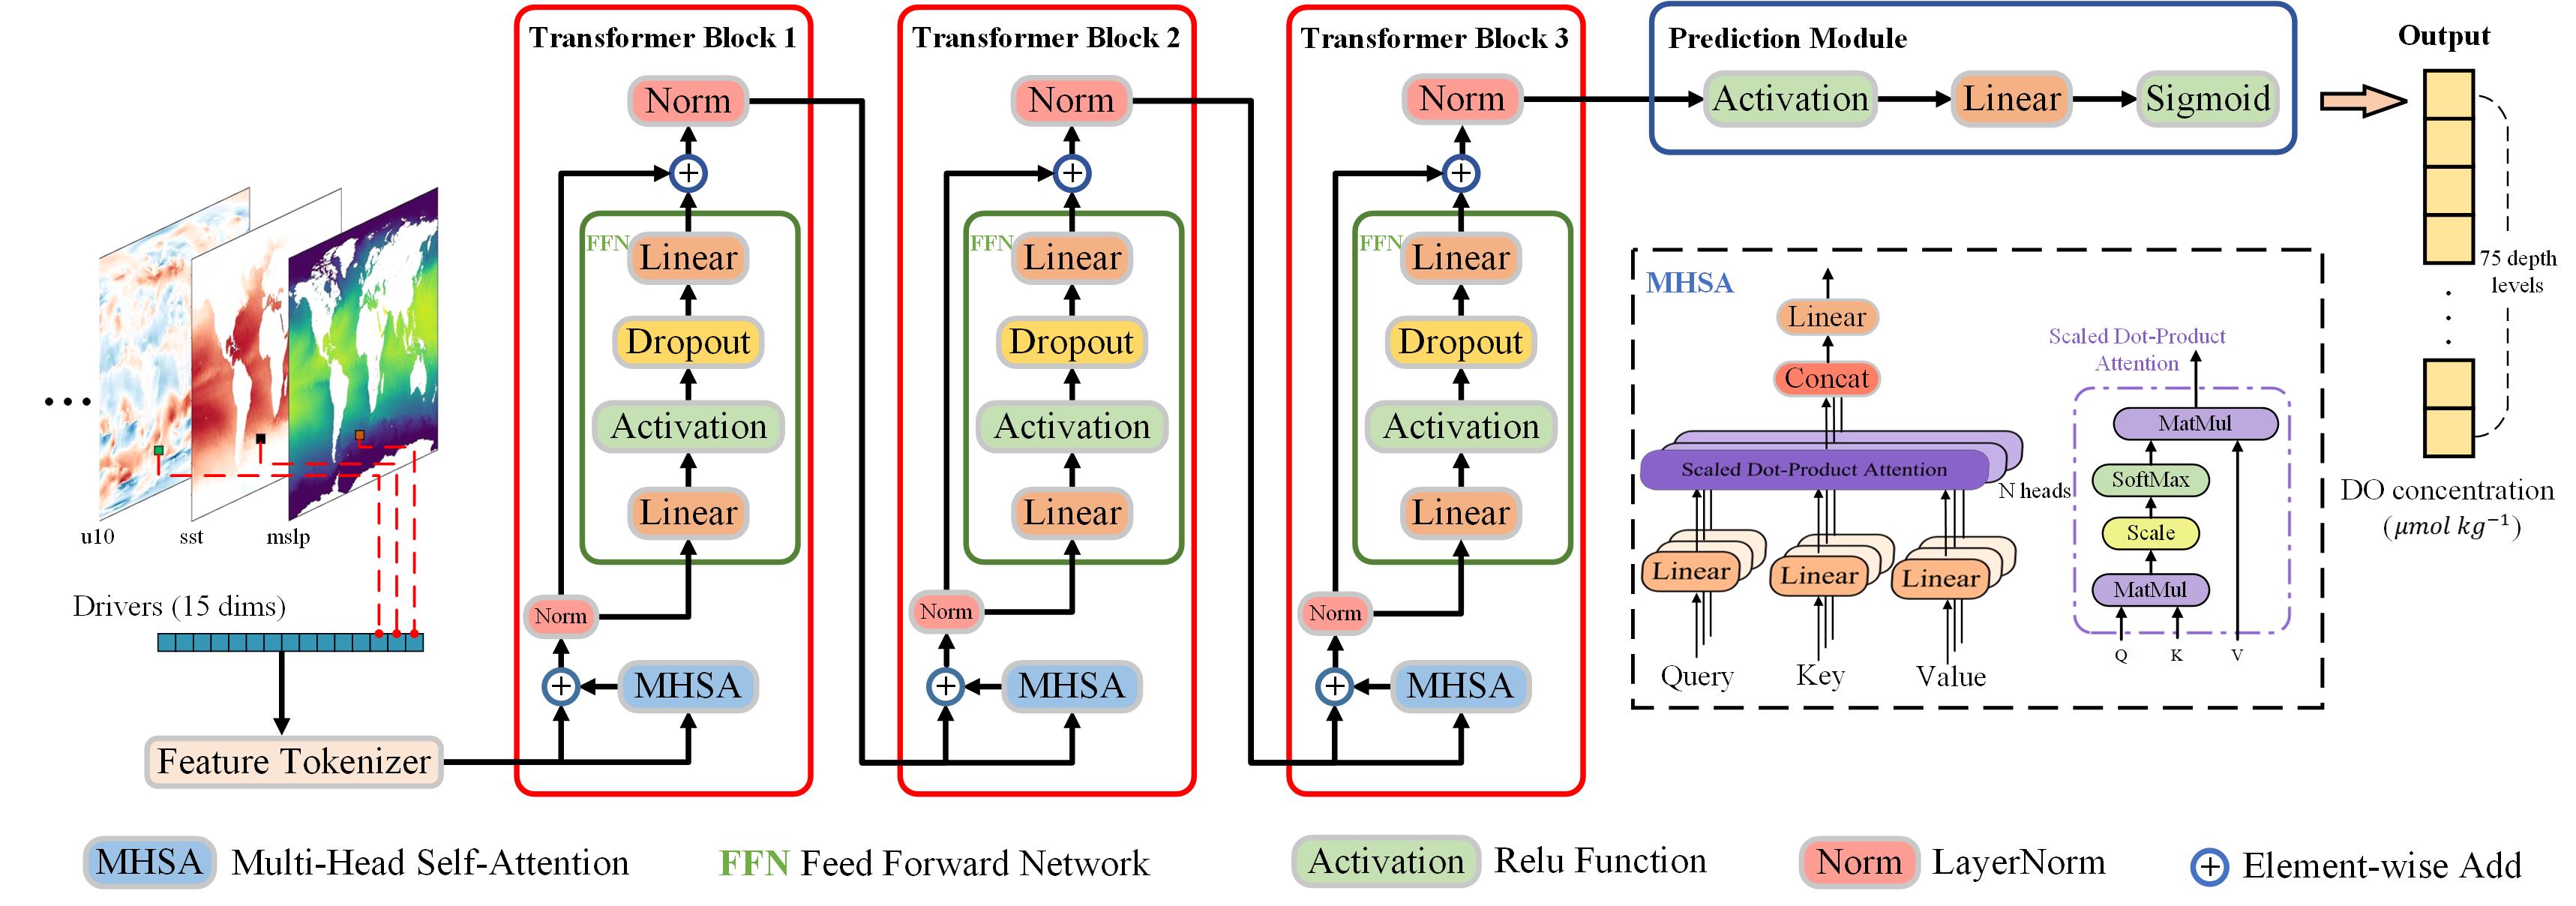 Transformer Block 1
Norm
+
FFN
Linear
Dropout
Activation
Linear
Norm
+
MHSA
Transformer Block 2
Norm
+
FFN
Linear
Dropout
Activation
Linear
Norm
+
MHSA
Transformer Block 3
Norm
+
FFN
Linear
Dropout
Activation
Linear
Norm
+
MHSA
Prediction Module
Activation
Linear
Sigmoid
Output
75 depth
levels
DO concentration
(μmol kg⁻¹)
...
u10
sst
mslp
Drivers (15 dims)
Feature Tokenizer
MHSA
Linear
Concat
Scaled Dot-Product Attention
N heads
Linear
Linear
Linear
Query
Key
Value
Scaled Dot-Product
Attention
MatMul
SoftMax
Scale
MatMul
Q
K
V
MHSA Multi-Head Self-Attention
FFN Feed Forward Network
Activation Relu Function
Norm LayerNorm
+ Element-wise Add